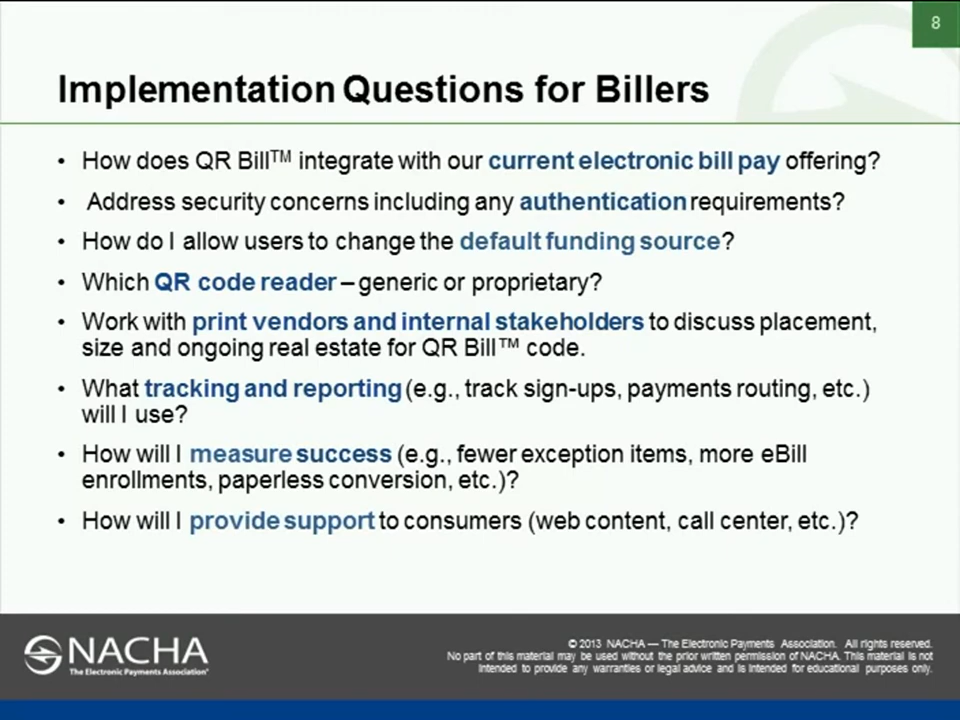 8
Implementation Questions for Billers
• How does QR Bill™ integrate with our current electronic bill pay offering?
• Address security concerns including any authentication requirements?
• How do I allow users to change the default funding source?
• Which QR code reader – generic or proprietary?
• Work with print vendors and internal stakeholders to discuss placement,
size and ongoing real estate for QR Bill™ code.
• What tracking and reporting (e.g., track sign-ups, payments routing, etc.)
will I use?
• How will I measure success (e.g., fewer exception items, more eBill
enrollments, paperless conversion, etc.)?
• How will I provide support to consumers (web content, call center, etc.)?
NACHA
The Electronic Payments Association®
© 2013 NACHA — The Electronic Payments Association. All rights reserved.
No part of this material may be used without the prior written permission of NACHA. This material is not
intended to provide any warranties or legal advice and is intended for educational purposes only.